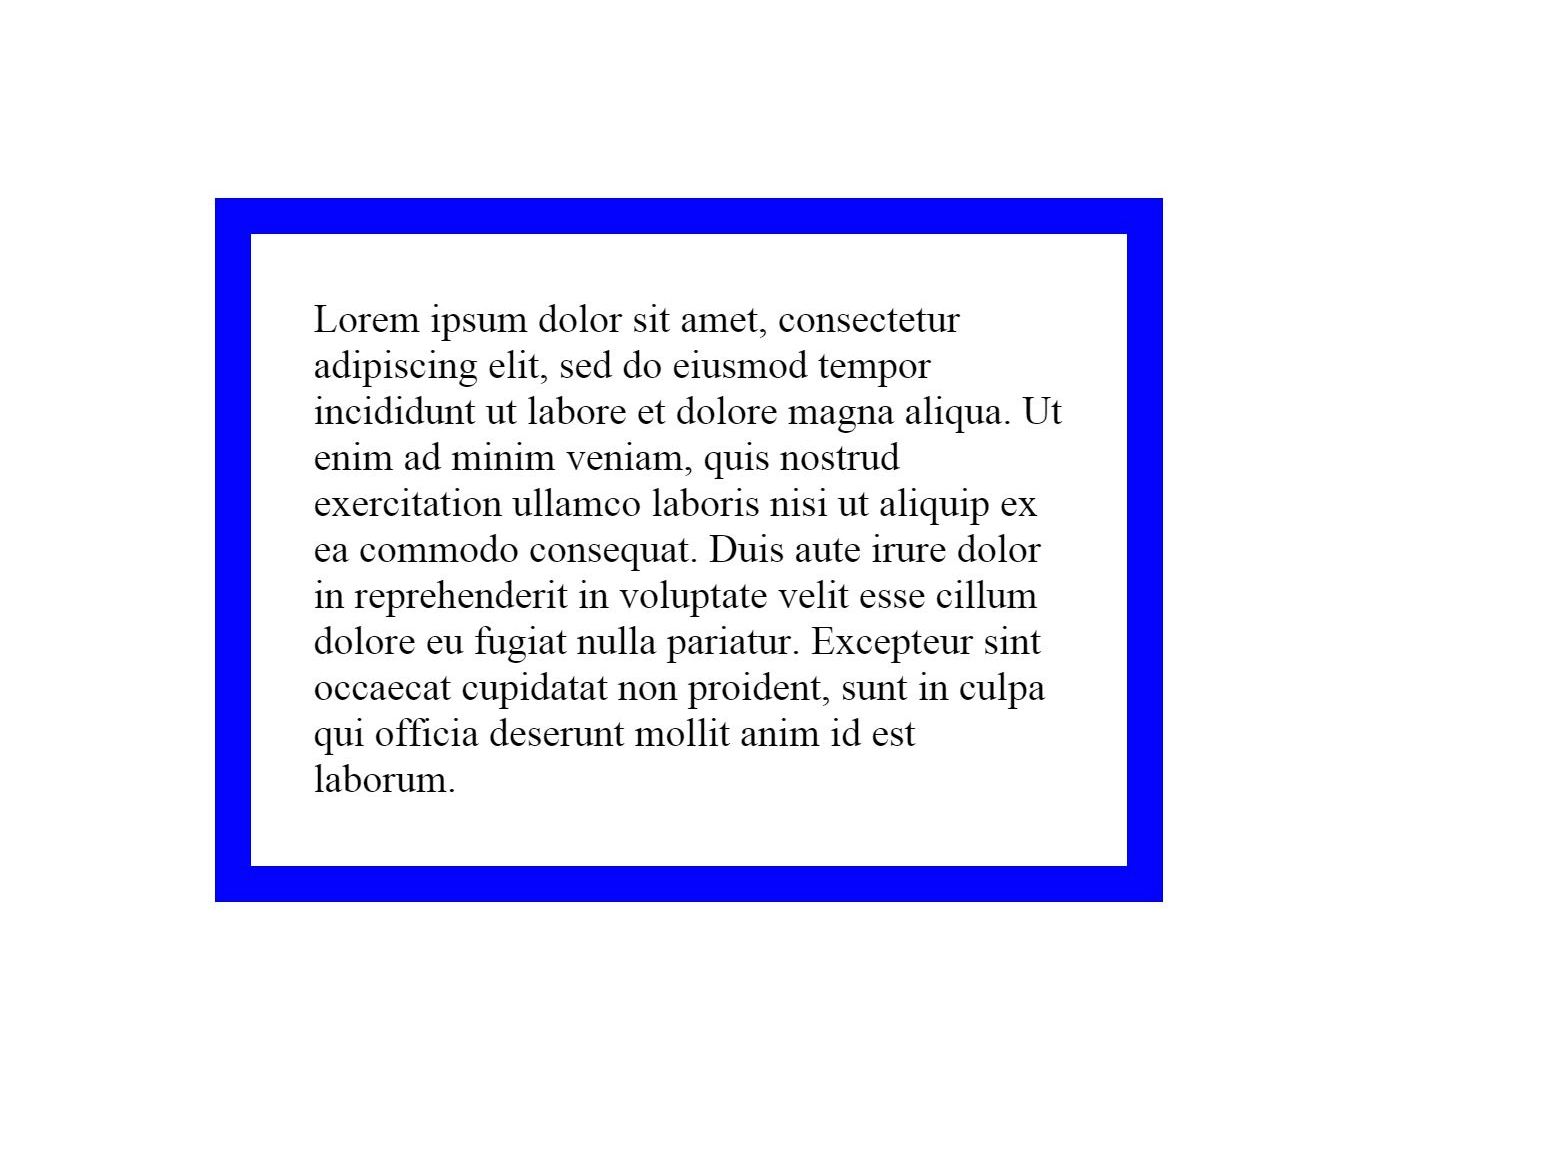 Lorem ipsum dolor sit amet, consectetur
adipiscing elit, sed do eiusmod tempor
incididunt ut labore et dolore magna aliqua. Ut
enim ad minim veniam, quis nostrud
exercitation ullamco laboris nisi ut aliquip ex
ea commodo consequat. Duis aute irure dolor
in reprehenderit in voluptate velit esse cillum
dolore eu fugiat nulla pariatur. Excepteur sint
occaecat cupidatat non proident, sunt in culpa
qui officia deserunt mollit anim id est
laborum.